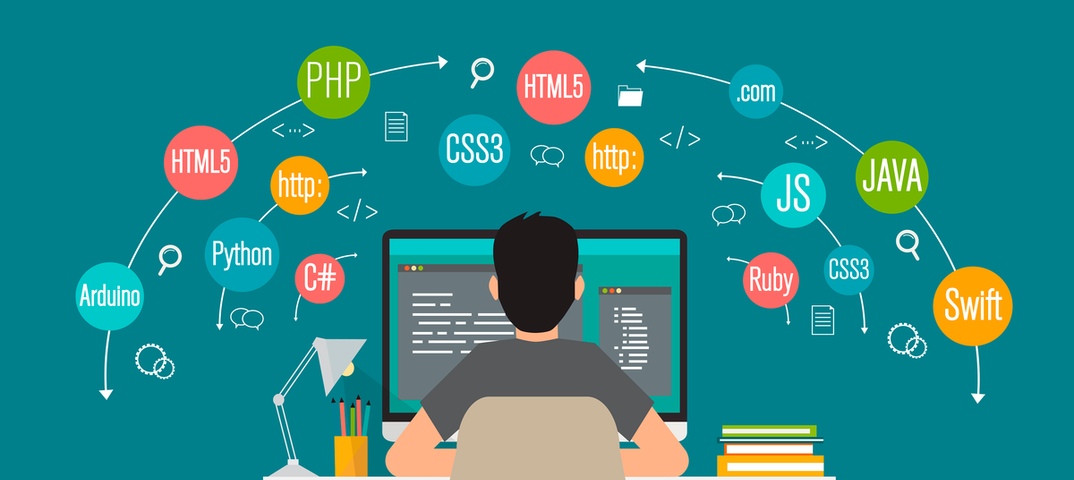 PHP
HTML5
.com
HTML5
CSS3
http:
JAVA
http:
JS
Python
C#
Ruby
CSS3
Arduino
Swift